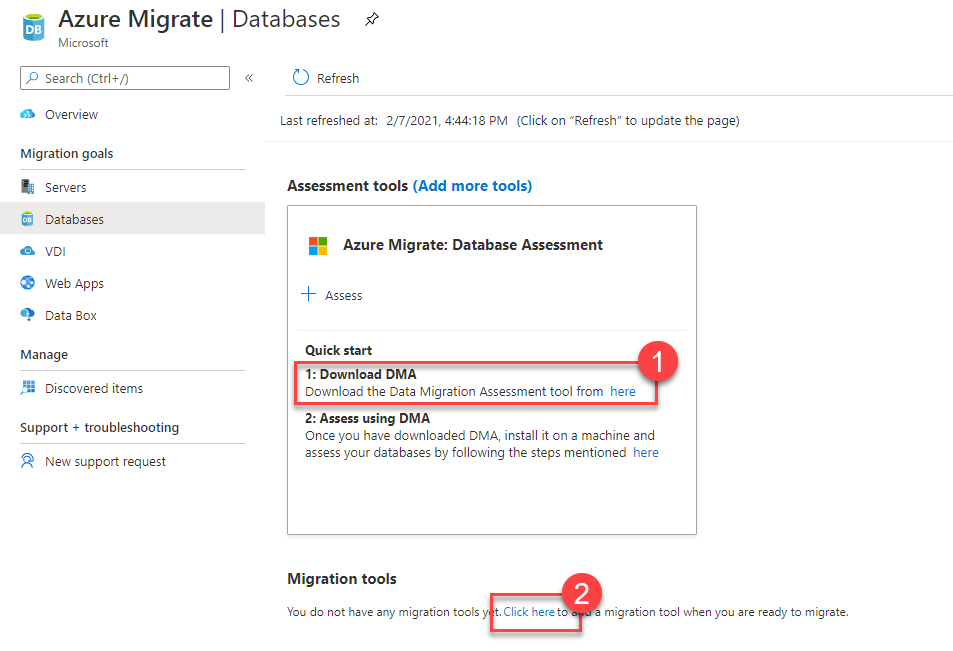 Azure Migrate | Databases
Microsoft
Search (Ctrl+/)
«
Overview
Migration goals
Servers
DB
Databases
VDI
Web Apps
Data Box
Manage
Discovered items
Support + troubleshooting
New support request
Refresh
Last refreshed at: 2/7/2021, 4:44:18 PM (Click on “Refresh” to update the page)
Assessment tools (Add more tools)
Azure Migrate: Database Assessment
Assess
Quick start
1
1: Download DMA
Download the Data Migration Assessment tool from here
2: Assess using DMA
Once you have downloaded DMA, install it on a machine and
assess your databases by following the steps mentioned here
Migration tools
2
You do not have any migration tools yet. Click here to add a migration tool when you are ready to migrate.